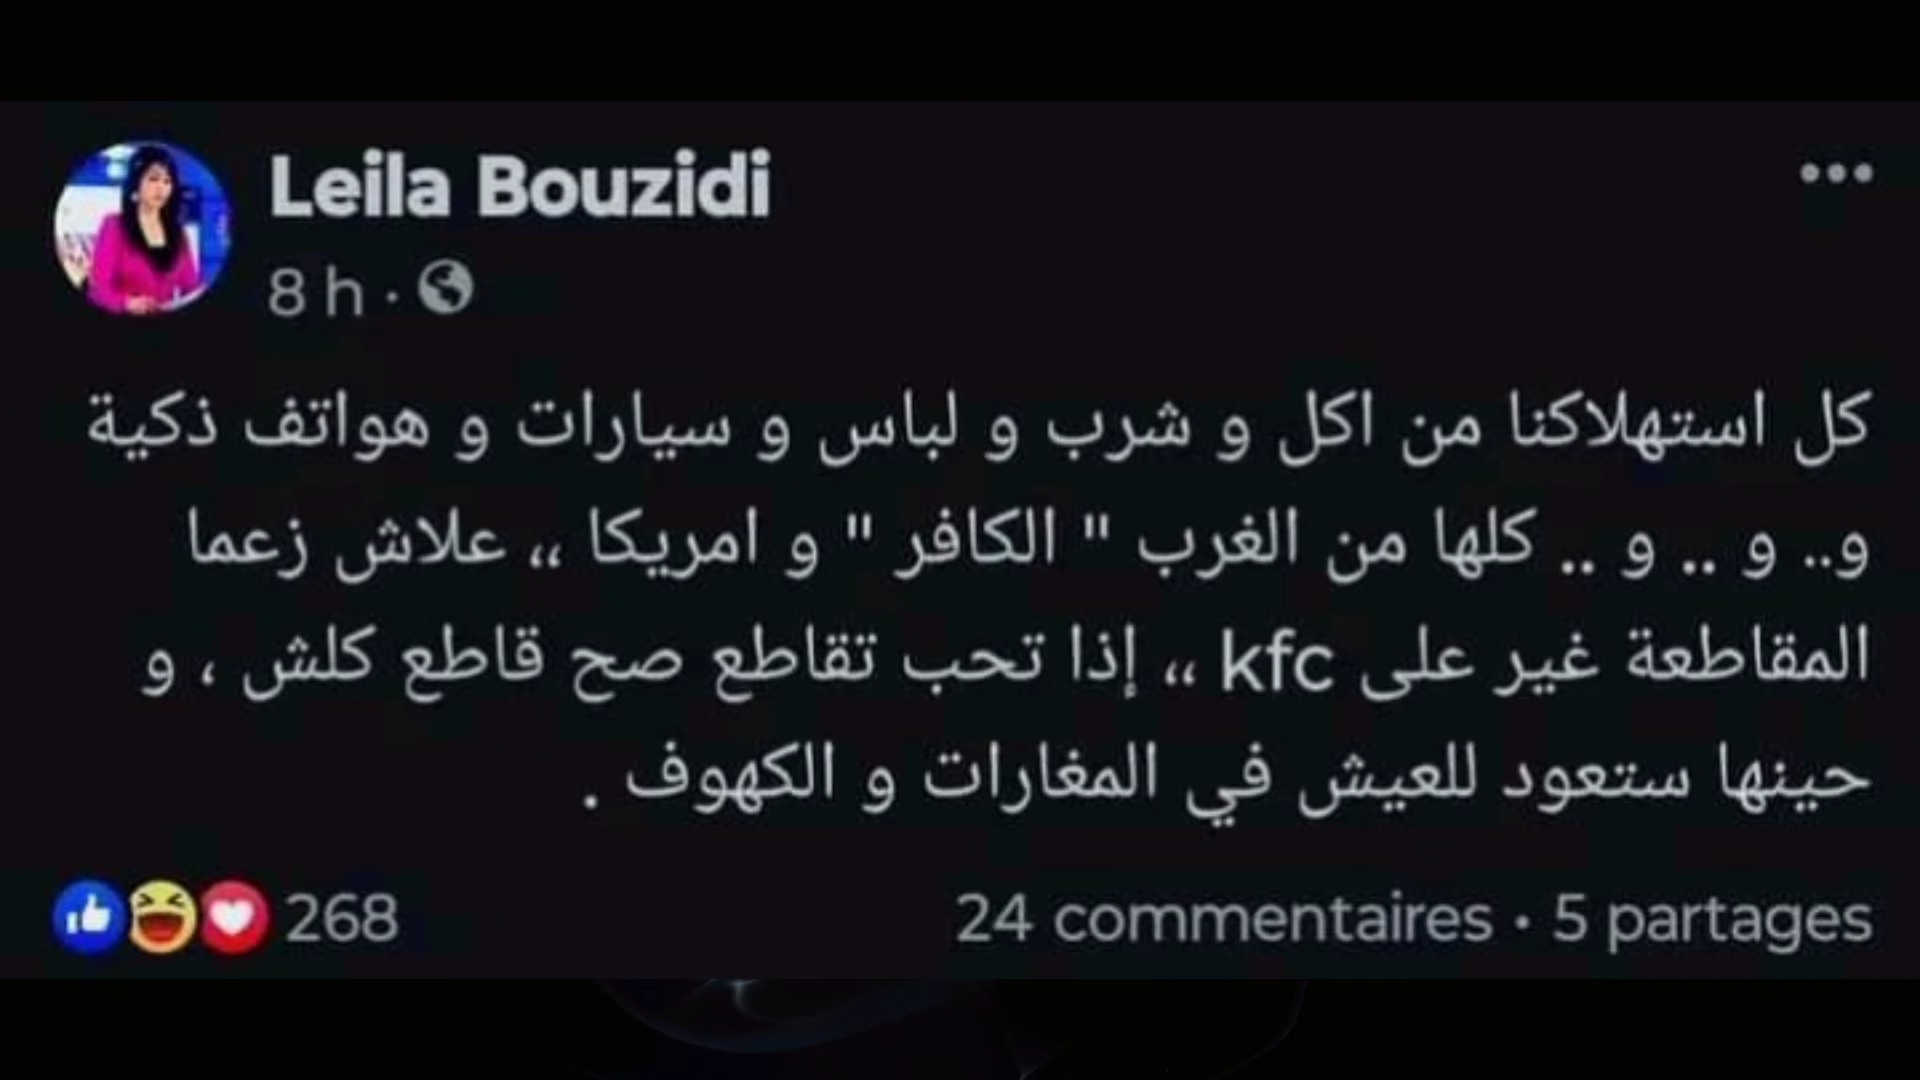 Leila Bouzidi
8 h ·
كل استهلاكنا من اكل و شرب و لباس و سيارات و هواتف ذكية
و.. و .. و .. كلها من الغرب " الكافر " و امريكا ،، علاش زعما
المقاطعة غير على kfc ،، إذا تحب تقاطع صح قاطع كلش ، و
حينها ستعود للعيش في المغارات و الكهوف .
268
24 commentaires · 5 partages